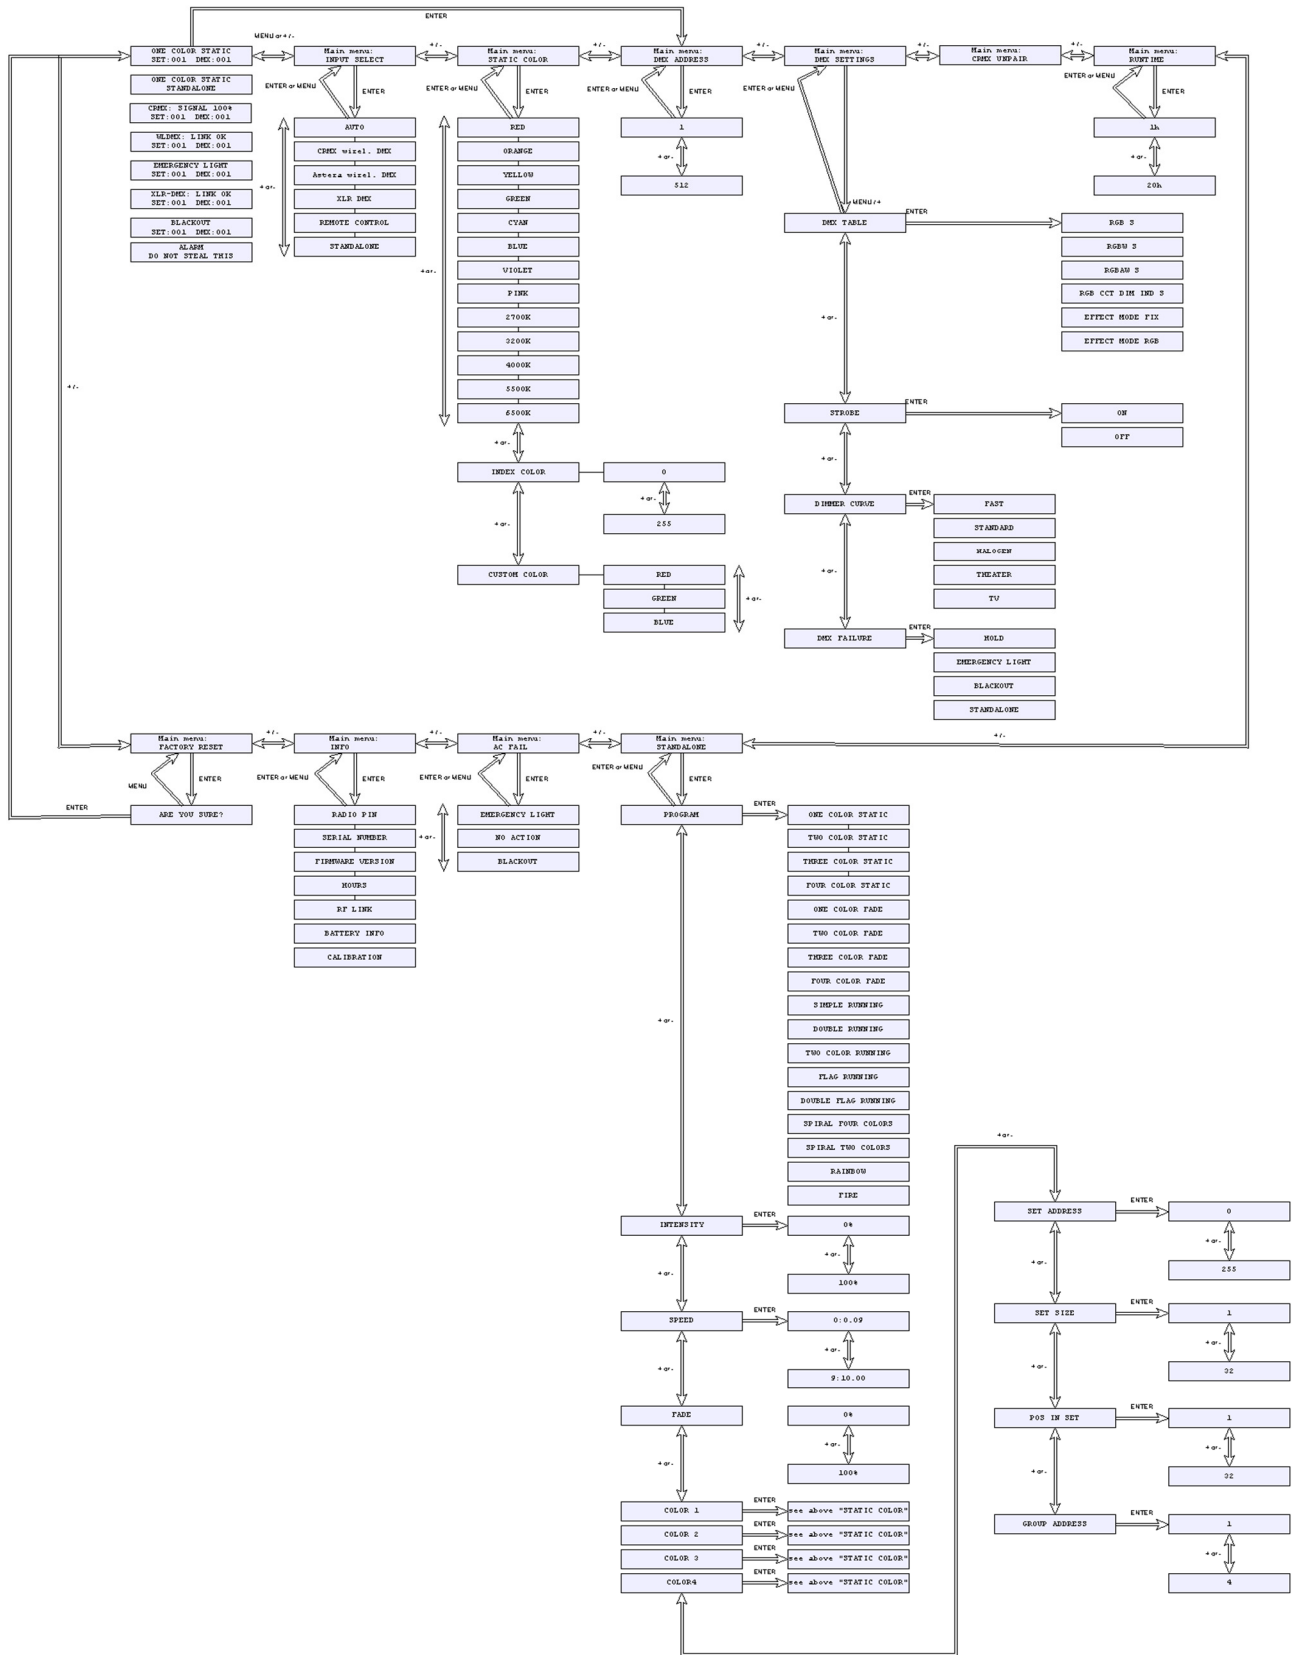 ENTER
MENU or +/-
+/-
+/-
+/-
+/-
+/-
ONE COLOR STATIC
SET:001 DMX:001
Main menu:
INPUT SELECT
Main menu:
STATIC COLOR
Main menu:
DMX ADDRESS
Main menu:
DMX SETTINGS
Main menu:
CRMX UNPAIR
Main menu:
RUNTIME
ONE COLOR STATIC
STANDALONE
CRMX: SIGNAL 100%
SET:001 DMX:001
WLDMX: LINK OK
SET:001 DMX:001
EMERGENCY LIGHT
SET:001 DMX:001
XLR-DMX: LINK OK
SET:001 DMX:001
BLACKOUT
SET:001 DMX:001
ALARM
DO NOT STEAL THIS
ENTER or MENU
ENTER
+ or -
AUTO
CRMX wirel. DMX
Astera wirel. DMX
XLR DMX
REMOTE CONTROL
STANDALONE
ENTER or MENU
ENTER
+ or -
RED
ORANGE
YELLOW
GREEN
CYAN
BLUE
VIOLET
PINK
2700K
3200K
4000K
5500K
6500K
+ or -
INDEX COLOR
0
+ or -
255
+ or -
CUSTOM COLOR
RED
GREEN
BLUE
+ or -
ENTER or MENU
ENTER
1
+ or -
512
ENTER or MENU
MENU / +
DMX TABLE
ENTER
RGB S
RGBW S
RGBAW S
RGB CCT DIM IND S
EFFECT MODE FIX
EFFECT MODE RGB
+ or -
STROBE
ENTER
ON
OFF
+ or -
DIMMER CURVE
ENTER
FAST
STANDARD
HALOGEN
THEATER
TV
+ or -
DMX FAILURE
ENTER
HOLD
EMERGENCY LIGHT
BLACKOUT
STANDALONE
ENTER or MENU
ENTER
1h
+ or -
20h
+/-
+/-
+/-
+/-
+/-
Main menu:
FACTORY RESET
Main menu:
INFO
Main menu:
AC FAIL
Main menu:
STANDALONE
MENU
ENTER
ENTER
ARE YOU SURE?
ENTER or MENU
ENTER
RADIO PIN
SERIAL NUMBER
FIRMWARE VERSION
HOURS
RF LINK
BATTERY INFO
CALIBRATION
ENTER or MENU
ENTER
+ or -
EMERGENCY LIGHT
NO ACTION
BLACKOUT
ENTER or MENU
ENTER
PROGRAM
ENTER
ONE COLOR STATIC
TWO COLOR STATIC
THREE COLOR STATIC
FOUR COLOR STATIC
ONE COLOR FADE
TWO COLOR FADE
THREE COLOR FADE
FOUR COLOR FADE
SIMPLE RUNNING
DOUBLE RUNNING
TWO COLOR RUNNING
FLAG RUNNING
DOUBLE FLAG RUNNING
SPIRAL FOUR COLORS
SPIRAL TWO COLORS
RAINBOW
FIRE
+ or -
INTENSITY
ENTER
0%
+ or -
100%
+ or -
SPEED
ENTER
0:0.09
+ or -
9:10.00
+ or -
FADE
0%
+ or -
100%
+ or -
COLOR 1
ENTER
see above "STATIC COLOR"
COLOR 2
ENTER
see above "STATIC COLOR"
COLOR 3
ENTER
see above "STATIC COLOR"
COLOR4
ENTER
see above "STATIC COLOR"
+ or -
SET ADDRESS
ENTER
0
+ or -
255
+ or -
SET SIZE
ENTER
1
+ or -
32
+ or -
POS IN SET
ENTER
1
+ or -
32
+ or -
GROUP ADDRESS
ENTER
1
+ or -
4